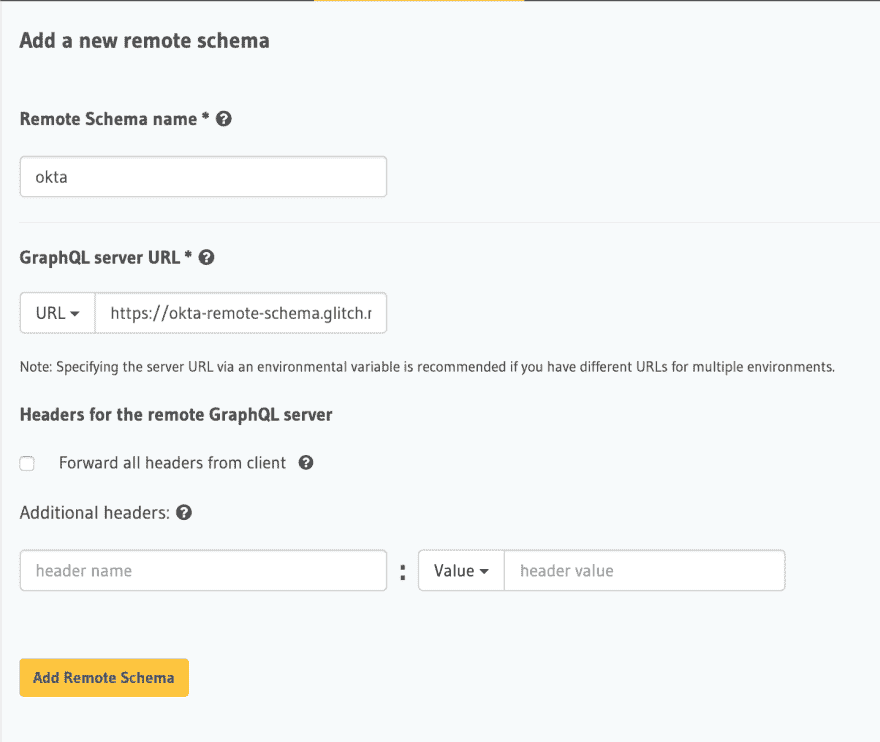 Add a new remote schema
Remote Schema name *
okta
GraphQL server URL *
URL https://okta-remote-schema.glitch.r
Note: Specifying the server URL via an environmental variable is recommended if you have different URLs for multiple environments.
Headers for the remote GraphQL server
Forward all headers from client
Additional headers:
header name : Value header value
Add Remote Schema